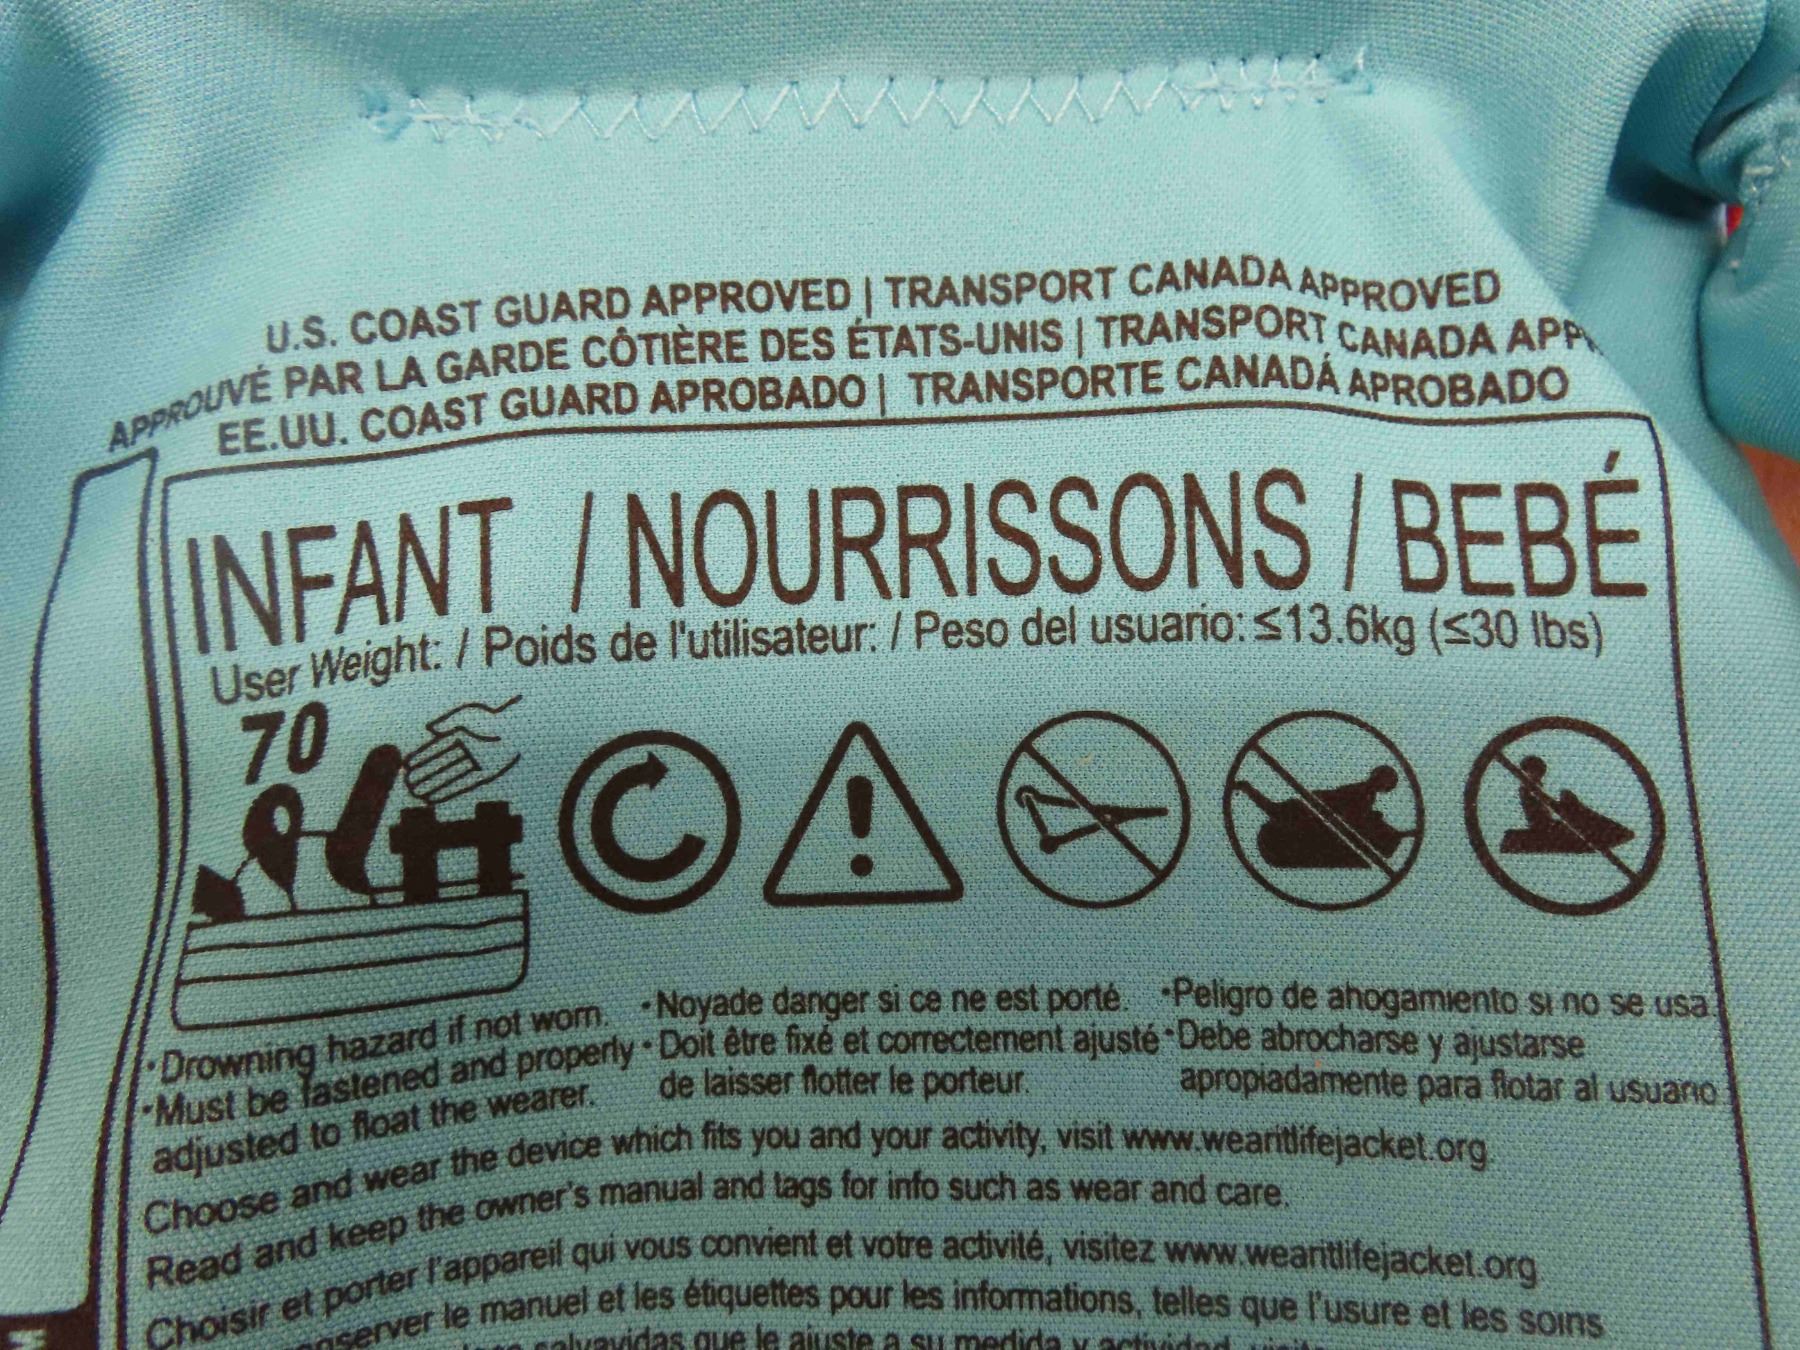 U.S. COAST GUARD APPROVED | TRANSPORT CANADA APPROVED
APPROUVÉ PAR LA GARDE CÔTIÈRE DES ÉTATS-UNIS | TRANSPORT CANADA
EE.UU. COAST GUARD APROBADO | TRANSPORTE CANADÁ APROBADO
INFANT / NOURRISSONS / BEBÉ
User Weight: / Poids de l'utilisateur: / Peso del usuario: ≤13.6kg (≤30 lbs)
70
•Drowning hazard if not worn.
•Must be fastened and properly
adjusted to float the wearer.
•Noyade danger si ce ne est porté.
•Doit être fixé et correctement ajusté
de laisser flotter le porteur.
•Peligro de ahogamiento si no se usa.
•Debe abrocharse y ajustarse
apropiadamente para flotar al usuario.
Choose and wear the device which fits you and your activity, visit www.wearitlifejacket.org
Read and keep the owner's manual and tags for info such as wear and care.
Choisir et porter l'appareil qui vous convient et votre activité, visitez www.wearitlifejacket.org
le manuel et les étiquettes pour les informations, telles que l'usure et les soins
salvavidas que le ajuste a su medida y actividad,